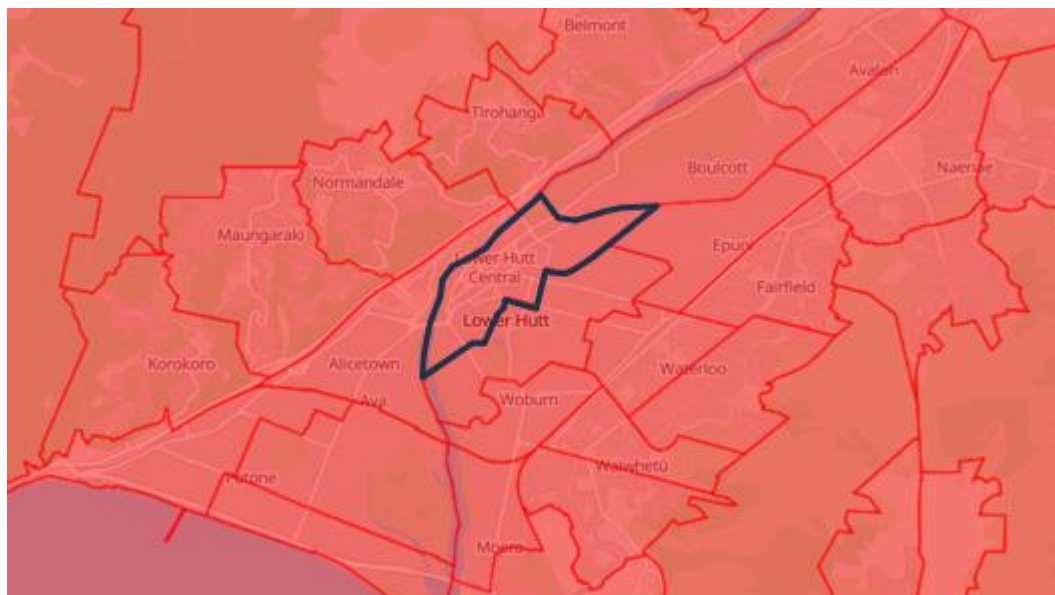 Belmont
Avalon
Tirohanga
Boulcott
Naenae
Normandale
Maungaraki
Epuni
Lower Hutt
Central
Fairfield
Lower Hutt
Korokoro
Alicetown
Waterloo
Ava
Woburn
Waiwhetū
Petone
Moera